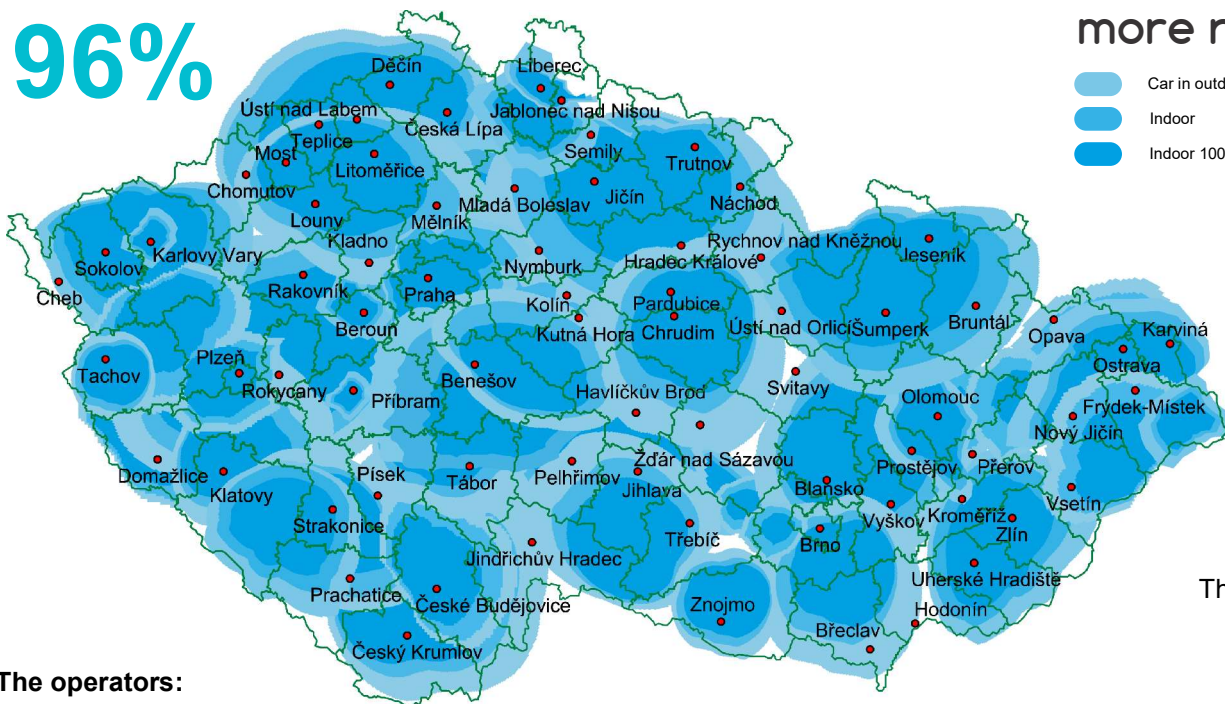 96%
more r
Car in outd
Indoor
Indoor 100
Děčín
Liberec
Ústí nad Labem
Jablonec nad Nisou
Teplice
Česká Lípa
Most
Litoměřice
Semily
Trutnov
Chomutov
Louny
Mělník
Mladá Boleslav
Jičín
Náchod
Kladno
Karlovy Vary
Sokolov
Nymburk
Hradec Králové
Rychnov nad Kněžnou
Jeseník
Cheb
Rakovník
Praha
Kolín
Pardubice
Beroun
Kutná Hora
Chrudim
Ústí nad Orlicí
Šumperk
Bruntál
Opava
Karviná
Plzeň
Ostrava
Tachov
Rokycany
Benešov
Havlíčkův Brod
Svitavy
Příbram
Olomouc
Frýdek-Místek
Nový Jičín
Domažlice
Klatovy
Písek
Tábor
Pelhřimov
Žďár nad Sázavou
Jihlava
Blansko
Prostějov
Přerov
Vsetín
Strakonice
Vyškov
Kroměříž
Zlín
Třebíč
Brno
Jindřichův Hradec
Prachatice
České Budějovice
Uherské Hradiště
Th
Znojmo
Hodonín
Břeclav
Český Krumlov
The operators: